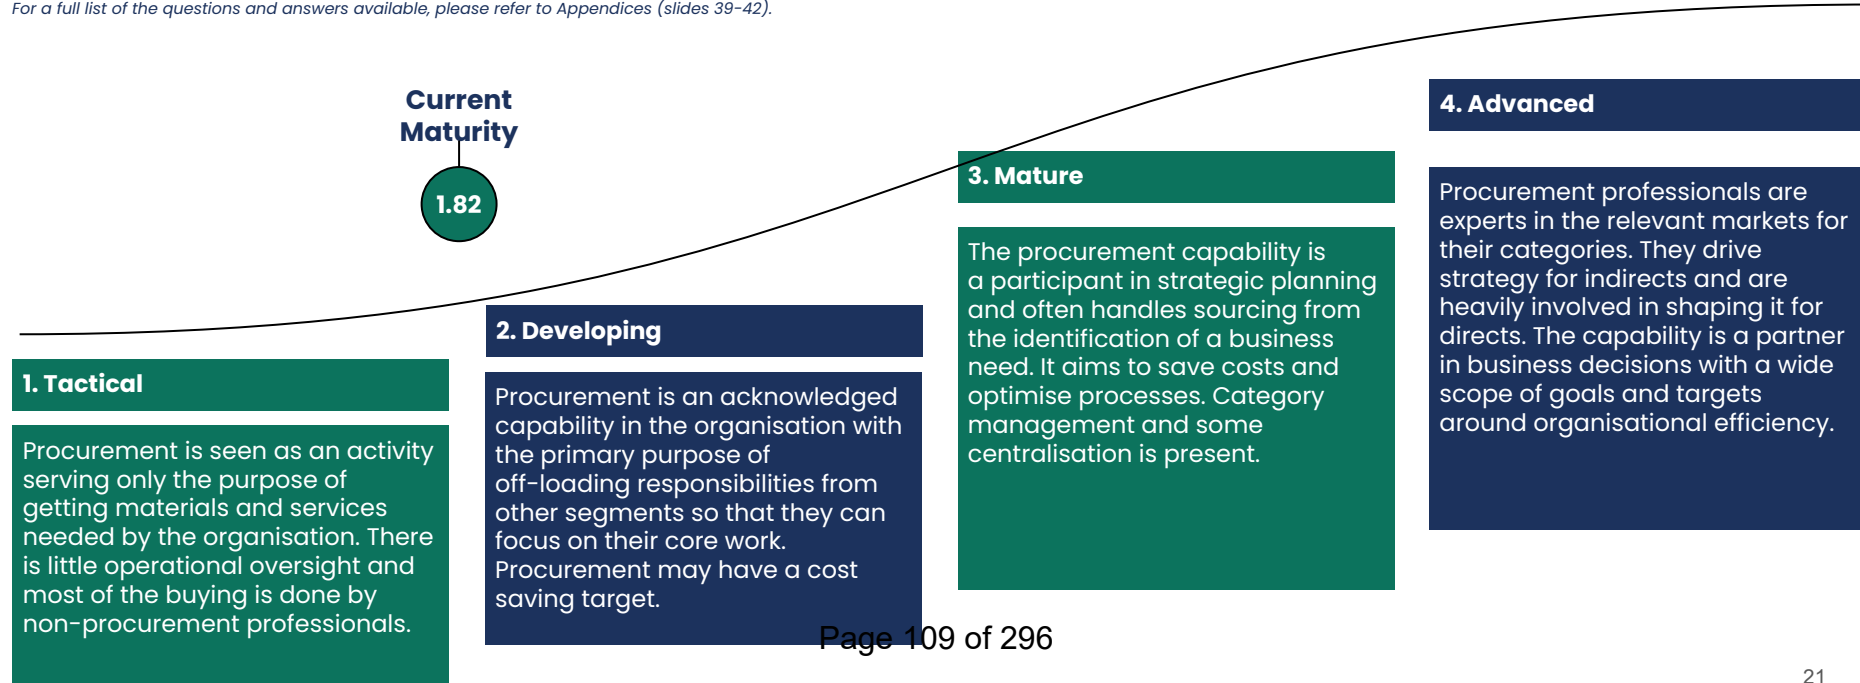 For a full list of the questions and answers available, please refer to Appendices (slides 39-42).
Current
Maturity
1.82
1. Tactical
Procurement is seen as an activity
serving only the purpose of
getting materials and services
needed by the organisation. There
is little operational oversight and
most of the buying is done by
non-procurement professionals.
2. Developing
Procurement is an acknowledged
capability in the organisation with
the primary purpose of
off-loading responsibilities from
other segments so that they can
focus on their core work.
Procurement may have a cost
saving target.
3. Mature
The procurement capability is
a participant in strategic planning
and often handles sourcing from
the identification of a business
need. It aims to save costs and
optimise processes. Category
management and some
centralisation is present.
4. Advanced
Procurement professionals are
experts in the relevant markets for
their categories. They drive
strategy for indirects and are
heavily involved in shaping it for
directs. The capability is a partner
in business decisions with a wide
scope of goals and targets
around organisational efficiency.
Page 109 of 296
21